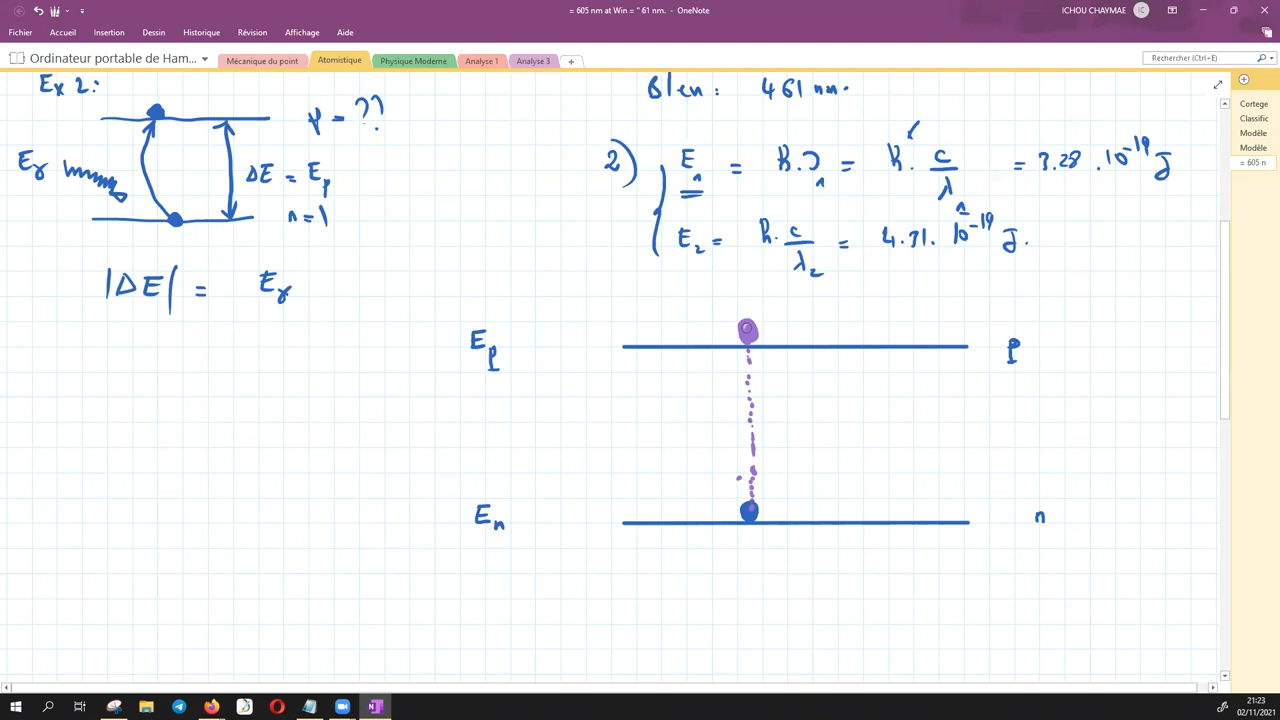 = 605 nm at Win = " 61 nm. - OneNote
ICHOU CHAYMAE IC
Fichier Accueil Insertion Dessin Historique Révision Affichage Aide
Ordinateur portable de Ham... Mécanique du point Atomistique Physique Moderne Analyse 1 Analyse 3 +
Rechercher (Ctrl+E)
Cortege
Classific
Modèle
Modèle
= 605 n
Ex 2:
p = ??
Eγ
ΔE = Ep
n=1
|ΔE| = Eγ
Bleu : 461 nm.
2) E = h.ν = h. c/λ = 3.28 . 10^-19 J
E2 = h. c/λ2 = 4.31. 10^-19 J.
Ep p
En n
21:23
02/11/2021